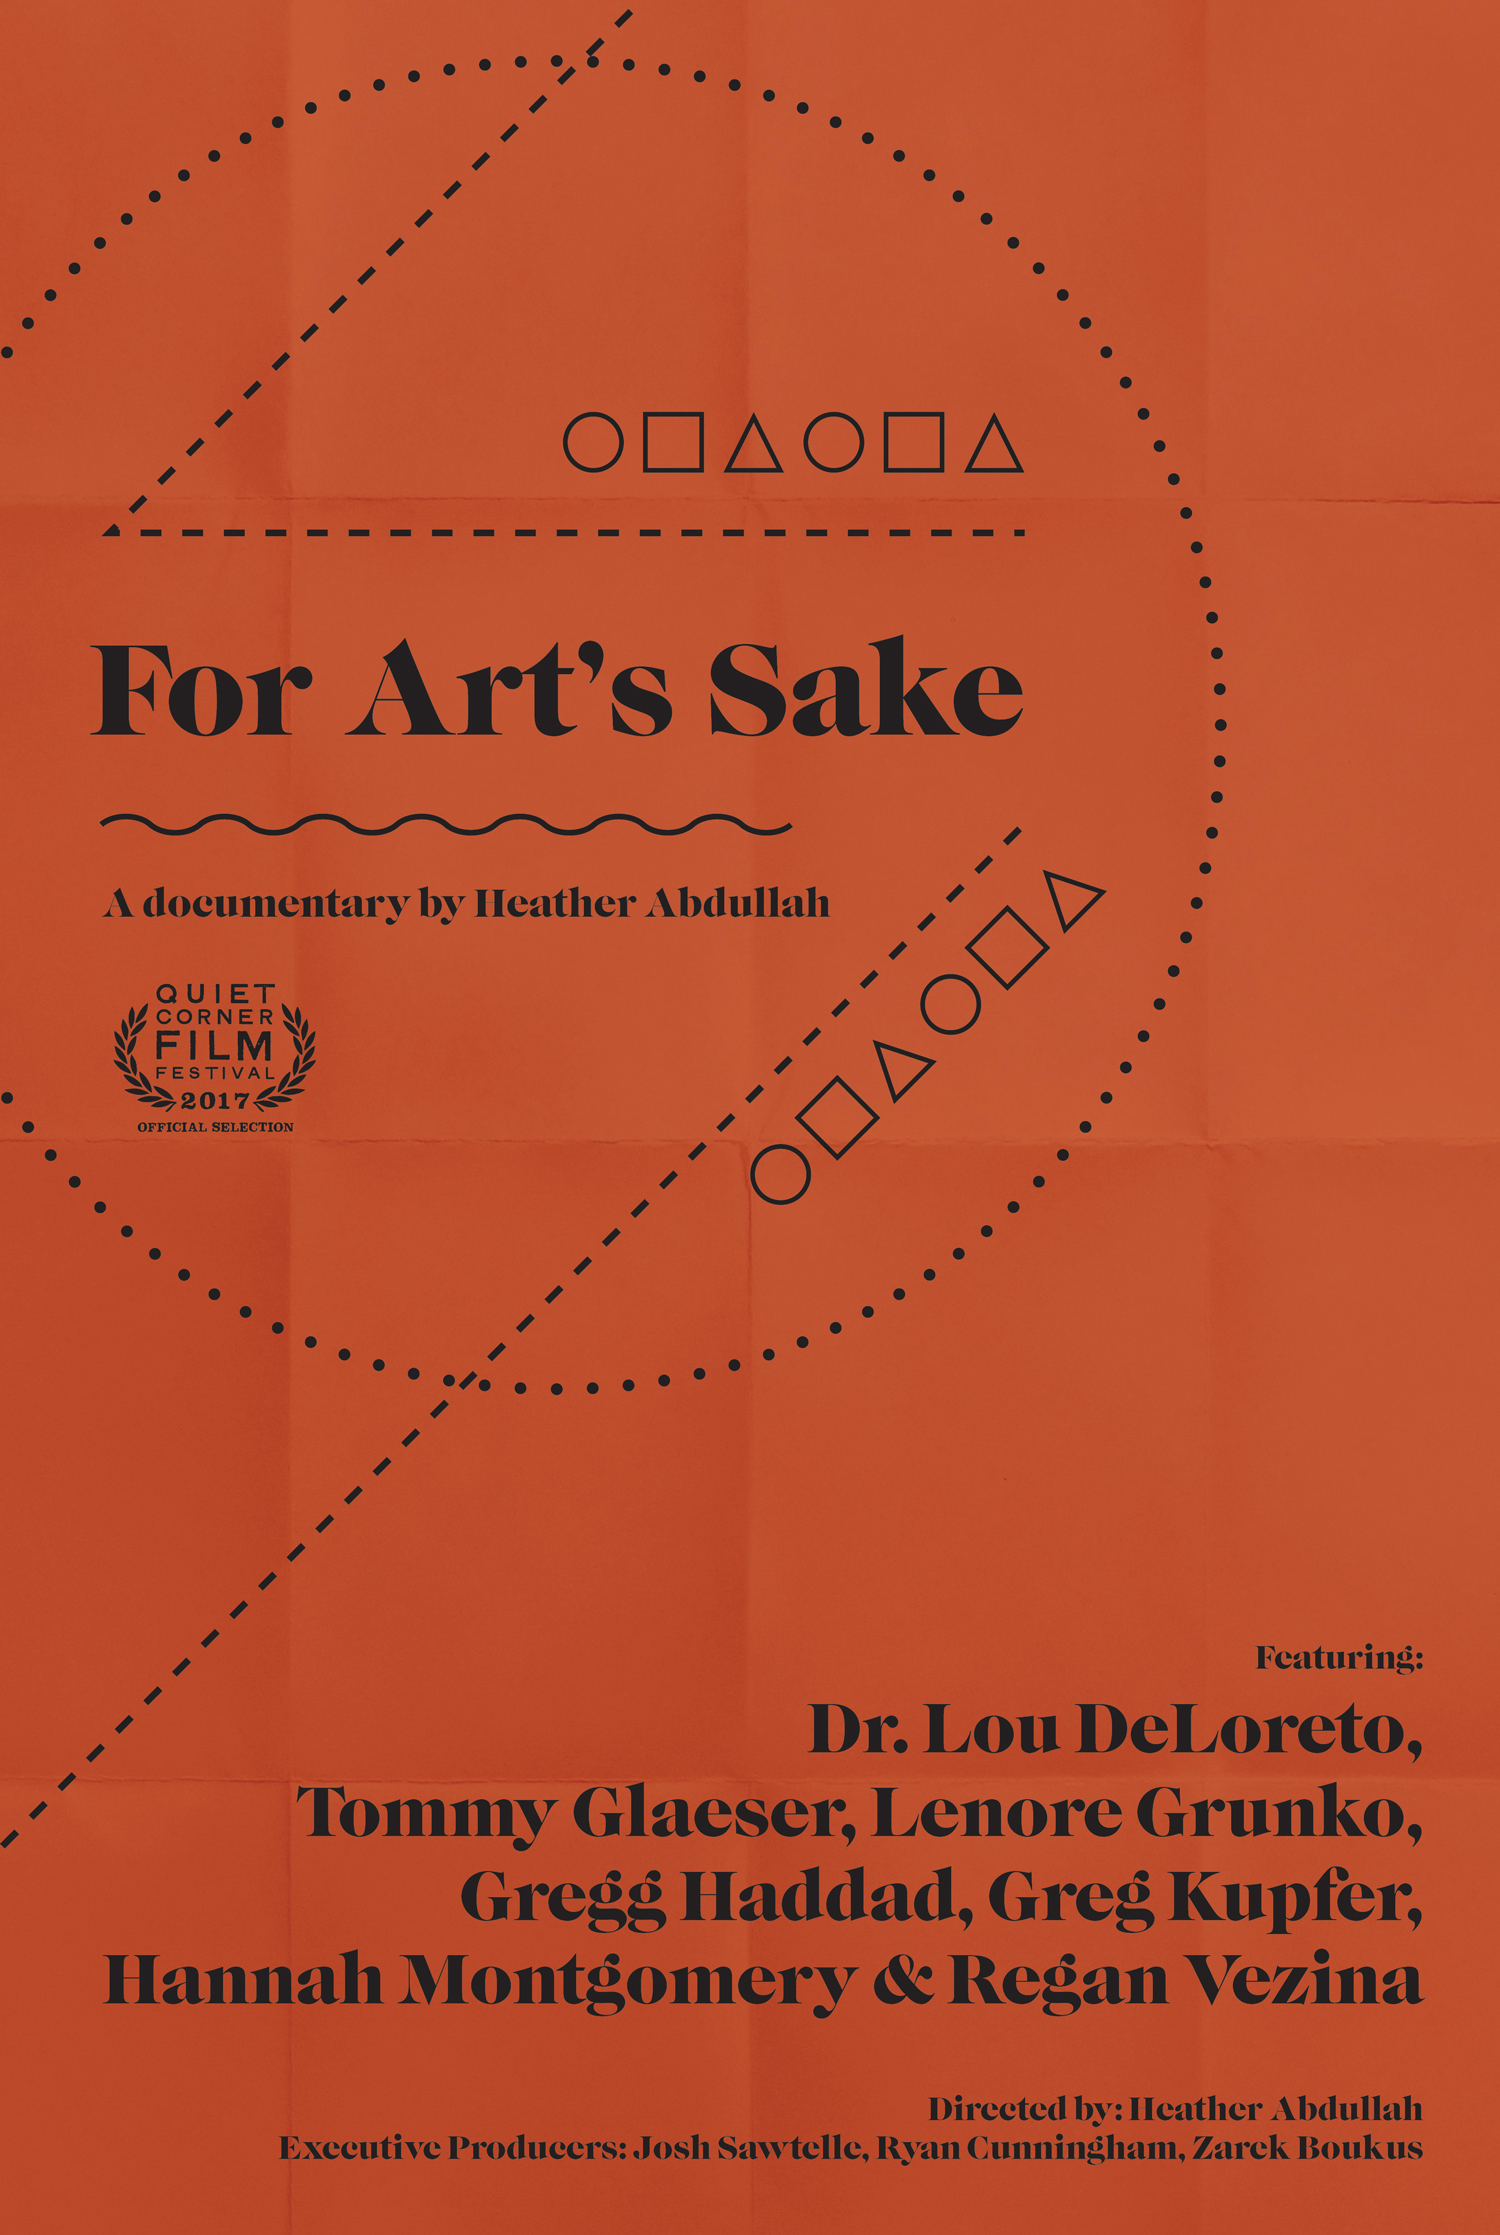 For Art’s Sake
A documentary by Heather Abdullah
QUIET
CORNER
FILM
FESTIVAL
2017
OFFICIAL SELECTION
Featuring:
Dr. Lou DeLoreto,
Tommy Glaeser, Lenore Grunko,
Gregg Haddad, Greg Kupfer,
Hannah Montgomery & Regan Vezina
Directed by: Heather Abdullah
Executive Producers: Josh Sawtelle, Ryan Cunningham, Zarek Boukus